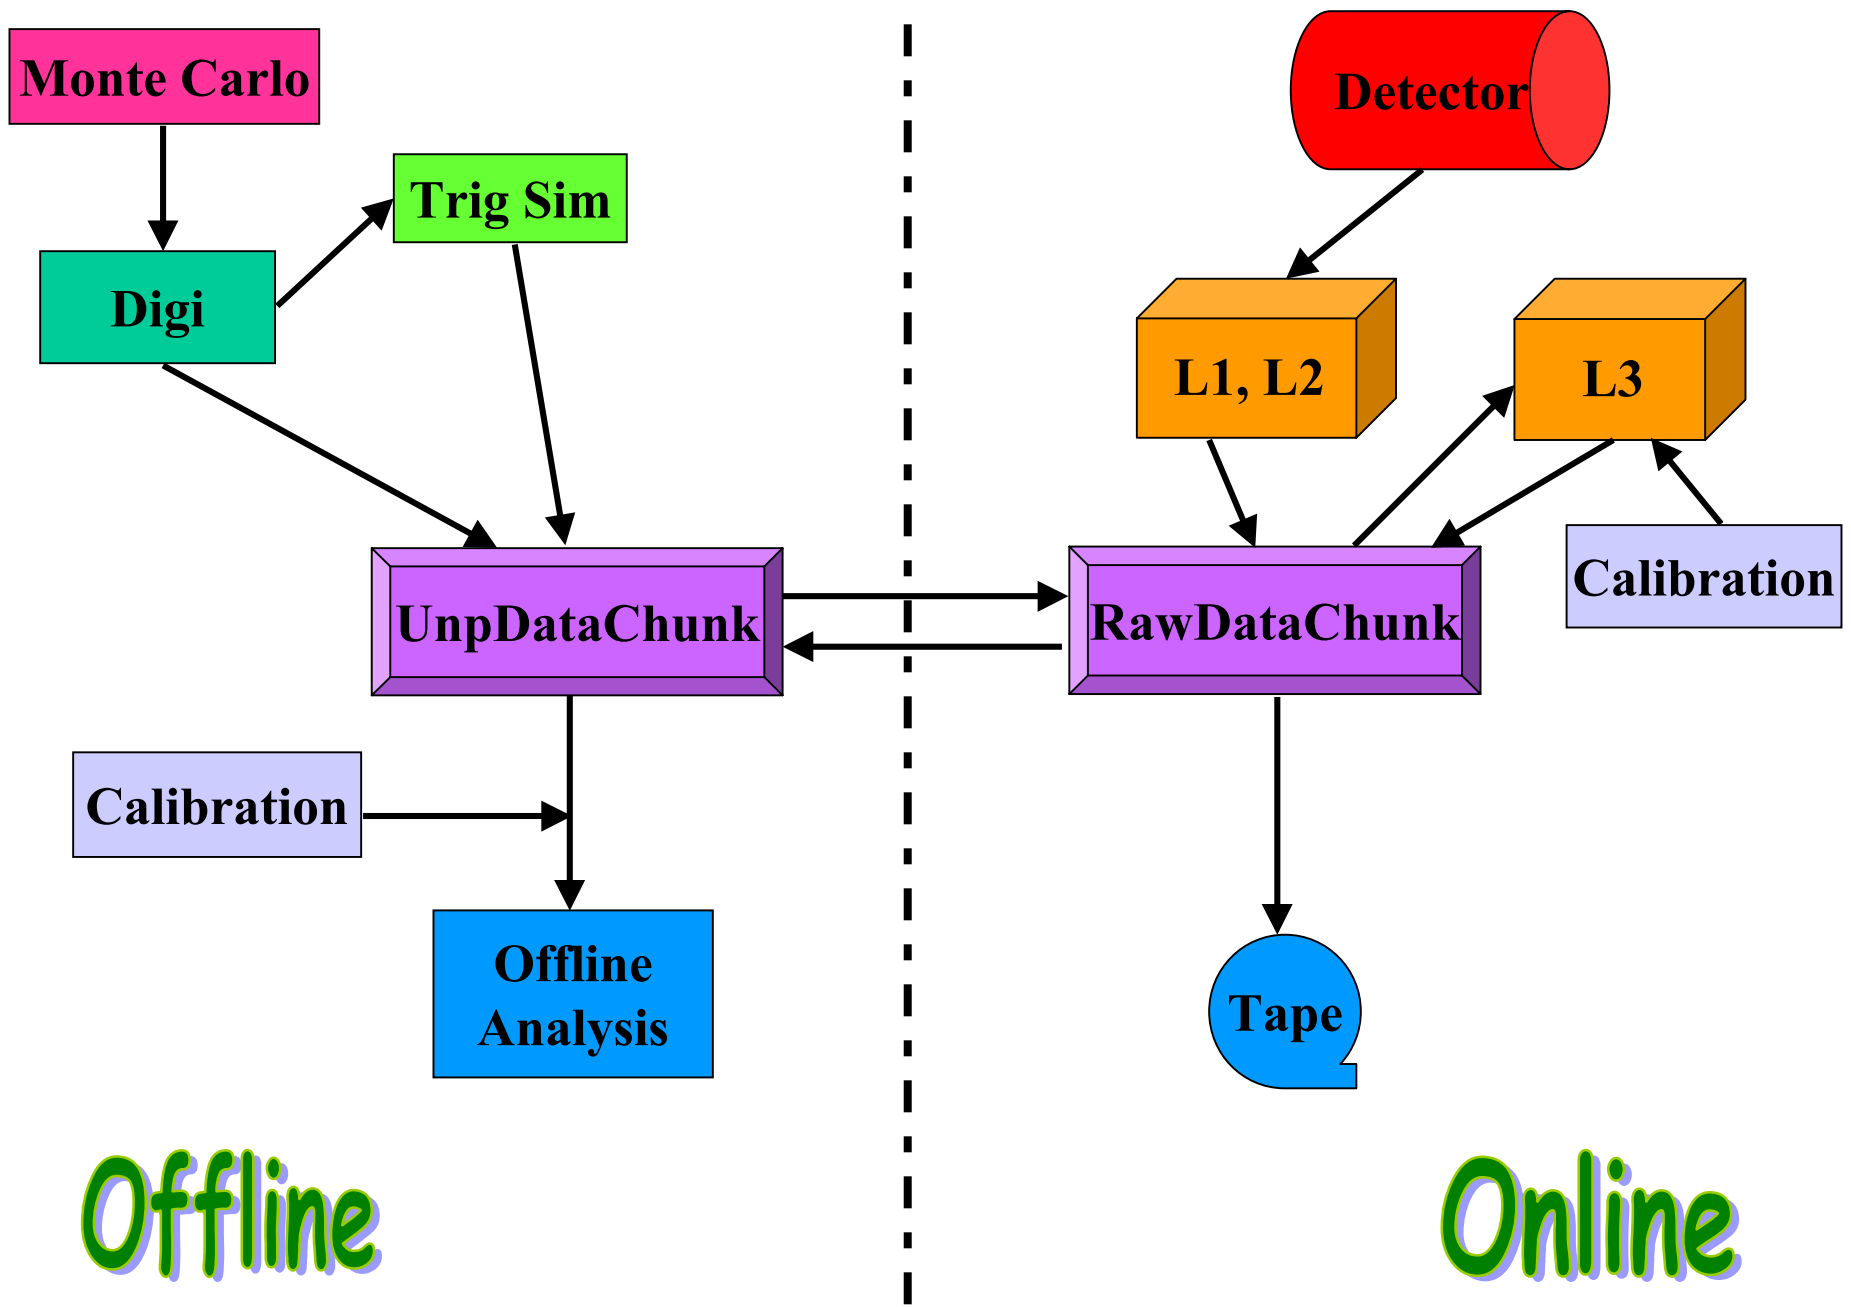 Monte Carlo
Trig Sim
Digi
UnpDataChunk
Calibration
Offline
Analysis
Offline
Detector
L1, L2
L3
Calibration
RawDataChunk
Tape
Online